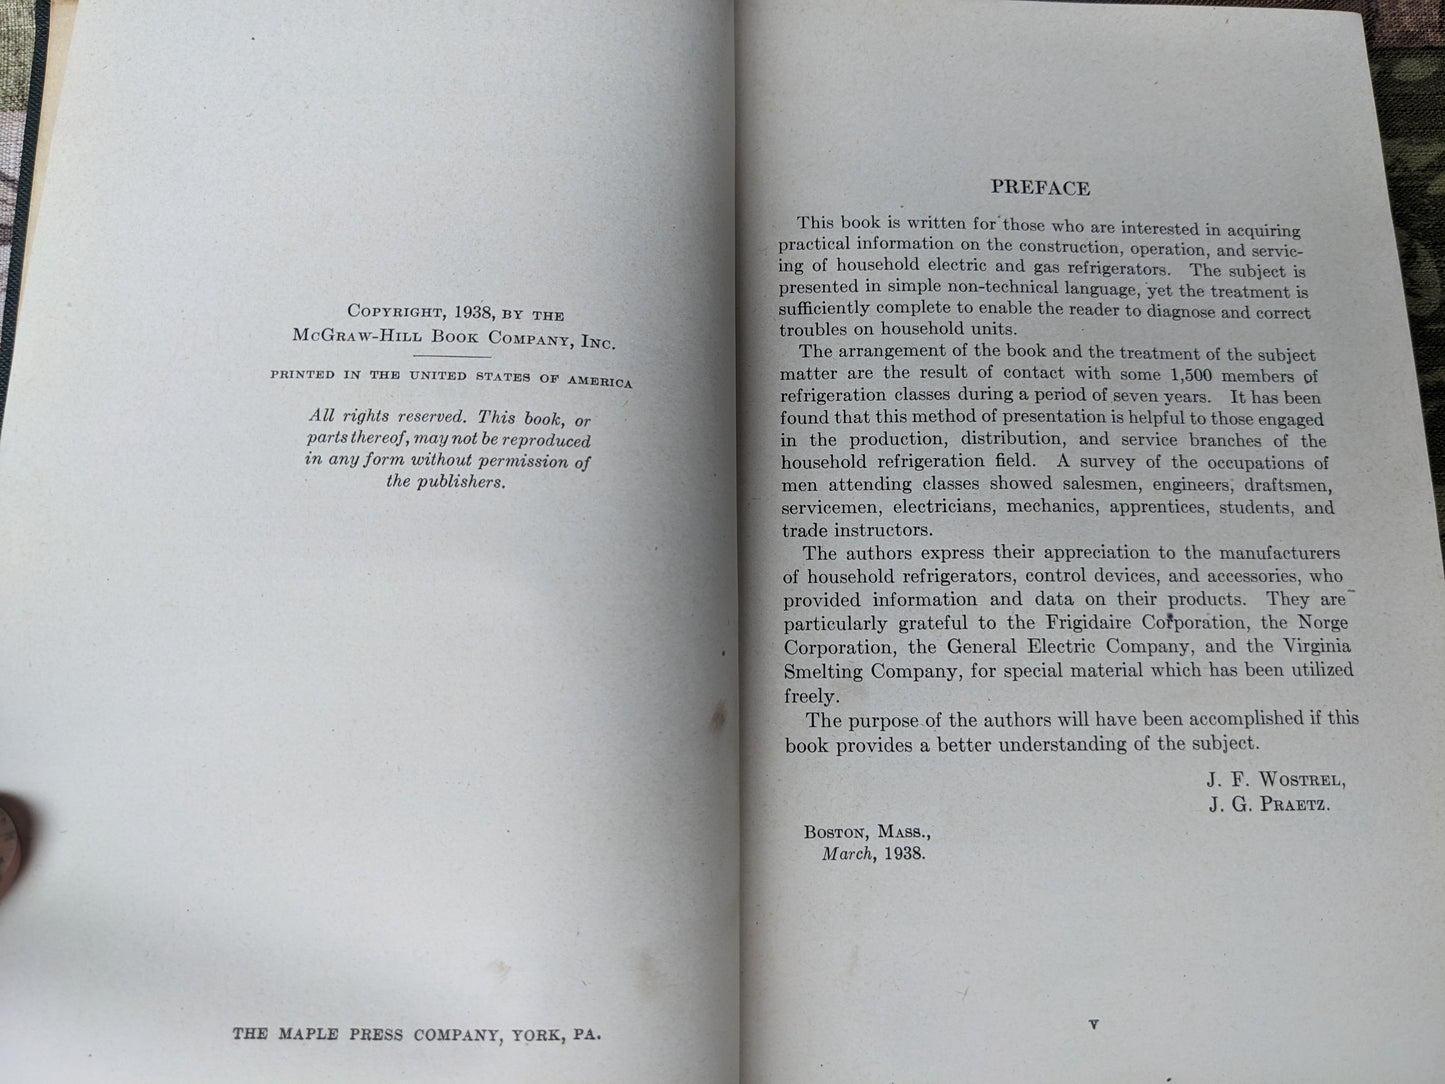 Copyright, 1938, by the
McGraw-Hill Book Company, Inc.
PRINTED IN THE UNITED STATES OF AMERICA
All rights reserved. This book, or
parts thereof, may not be reproduced
in any form without permission of
the publishers.
THE MAPLE PRESS COMPANY, YORK, PA.
PREFACE
This book is written for those who are interested in acquiring
practical information on the construction, operation, and servic-
ing of household electric and gas refrigerators. The subject is
presented in simple non-technical language, yet the treatment is
sufficiently complete to enable the reader to diagnose and correct
troubles on household units.
The arrangement of the book and the treatment of the subject
matter are the result of contact with some 1,500 members of
refrigeration classes during a period of seven years. It has been
found that this method of presentation is helpful to those engaged
in the production, distribution, and service branches of the
household refrigeration field. A survey of the occupations of
men attending classes showed salesmen, engineers, draftsmen,
servicemen, electricians, mechanics, apprentices, students, and
trade instructors.
The authors express their appreciation to the manufacturers
of household refrigerators, control devices, and accessories, who
provided information and data on their products. They are
particularly grateful to the Frigidaire Corporation, the Norge
Corporation, the General Electric Company, and the Virginia
Smelting Company, for special material which has been utilized
freely.
The purpose of the authors will have been accomplished if this
book provides a better understanding of the subject.
J. F. Wostrel,
J. G. Praetz.
Boston, Mass.,
March, 1938.
v